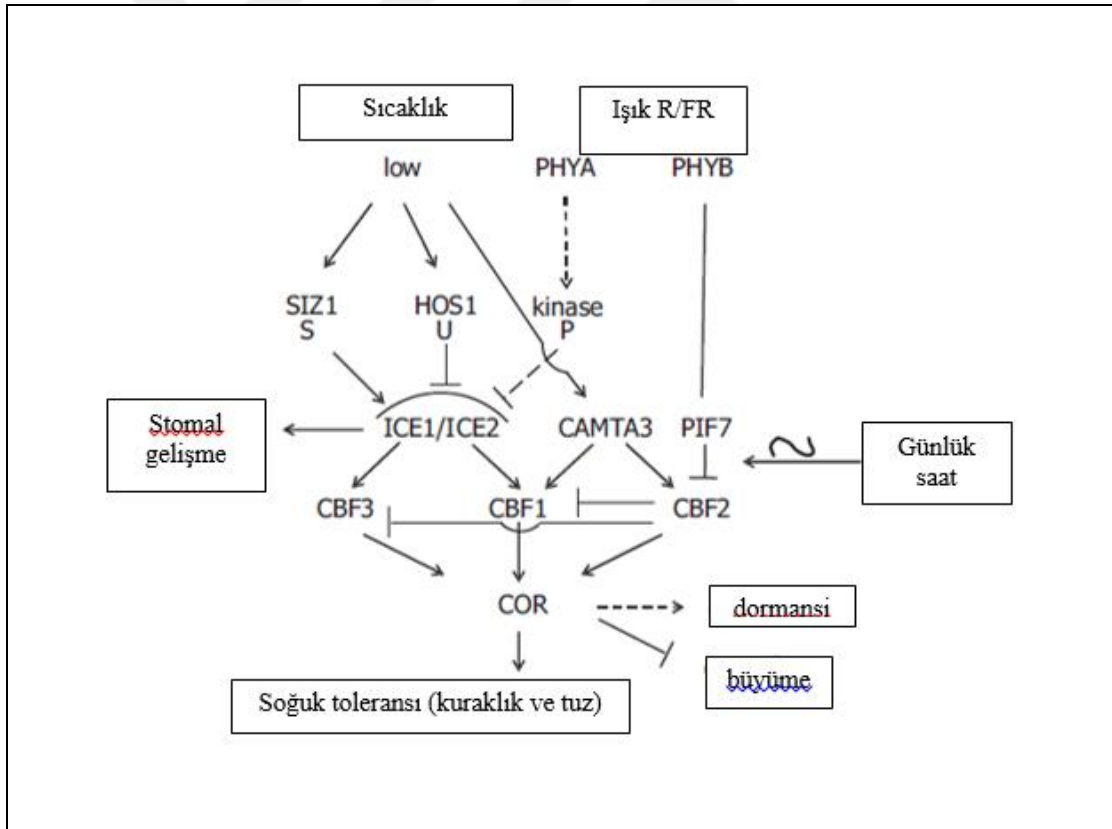 Sıcaklık
Işık R/FR
low
PHYA
PHYB
SIZ1
S
HOS1
U
kinase
P
Stomal
gelişme
ICE1/ICE2
CAMTA3
PIF7
Günlük
saat
CBF3
CBF1
CBF2
COR
dormansi
büyüme
Soğuk toleransı (kuraklık ve tuz)